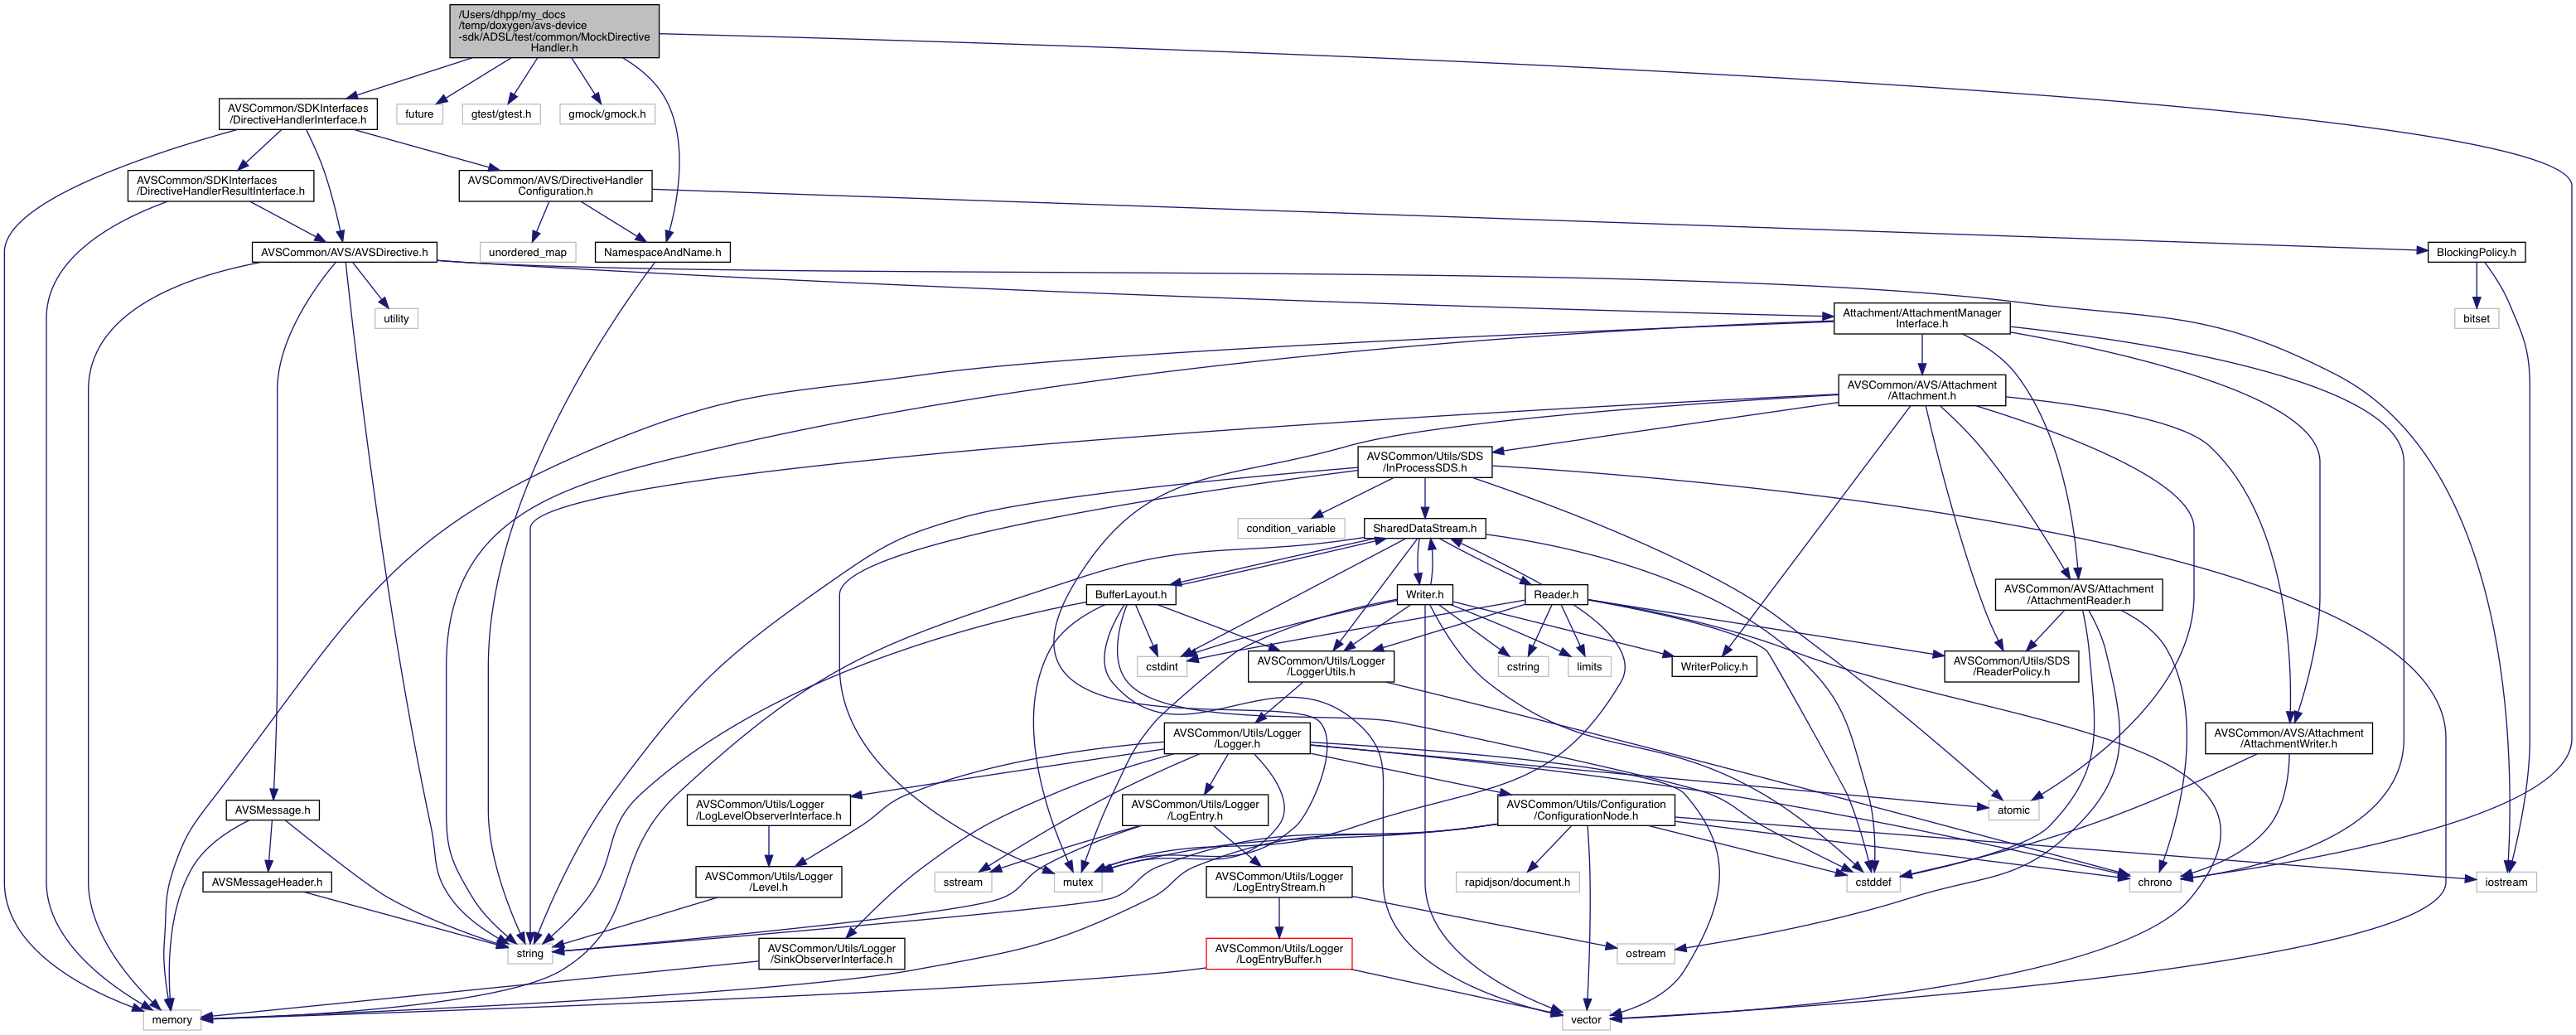 /Users/dhpp/my_docs
/temp/doxygen/avs-device
-sdk/ADSL/test/common/MockDirective
Handler.h
AVSCommon/SDKInterfaces
/DirectiveHandlerInterface.h
future
gtest/gtest.h
gmock/gmock.h
AVSCommon/SDKInterfaces
/DirectiveHandlerResultInterface.h
AVSCommon/AVS/DirectiveHandler
Configuration.h
AVSCommon/AVS/AVSDirective.h
unordered_map
NamespaceAndName.h
BlockingPolicy.h
utility
Attachment/AttachmentManager
Interface.h
bitset
AVSCommon/AVS/Attachment
/Attachment.h
AVSCommon/Utils/SDS
/InProcessSDS.h
condition_variable
SharedDataStream.h
BufferLayout.h
Writer.h
Reader.h
AVSCommon/AVS/Attachment
/AttachmentReader.h
cstdint
AVSCommon/Utils/Logger
/LoggerUtils.h
cstring
limits
WriterPolicy.h
AVSCommon/Utils/SDS
/ReaderPolicy.h
AVSCommon/Utils/Logger
/Logger.h
AVSCommon/AVS/Attachment
/AttachmentWriter.h
AVSMessage.h
AVSCommon/Utils/Logger
/LogLevelObserverInterface.h
AVSCommon/Utils/Logger
/LogEntry.h
AVSCommon/Utils/Configuration
/ConfigurationNode.h
atomic
AVSMessageHeader.h
AVSCommon/Utils/Logger
/Level.h
sstream
mutex
AVSCommon/Utils/Logger
/LogEntryStream.h
rapidjson/document.h
cstddef
chrono
iostream
string
AVSCommon/Utils/Logger
/SinkObserverInterface.h
AVSCommon/Utils/Logger
/LogEntryBuffer.h
ostream
memory
vector